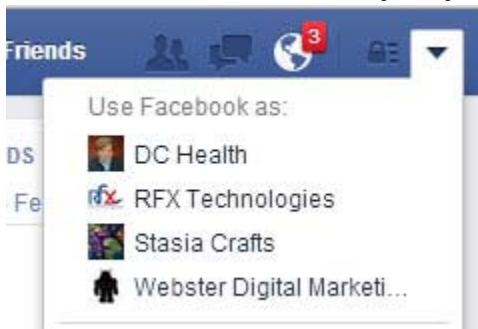 Friends
3
Use Facebook as:
DS
DC Health
rfx RFX Technologies
Fe
Stasia Crafts
Webster Digital Marketi...